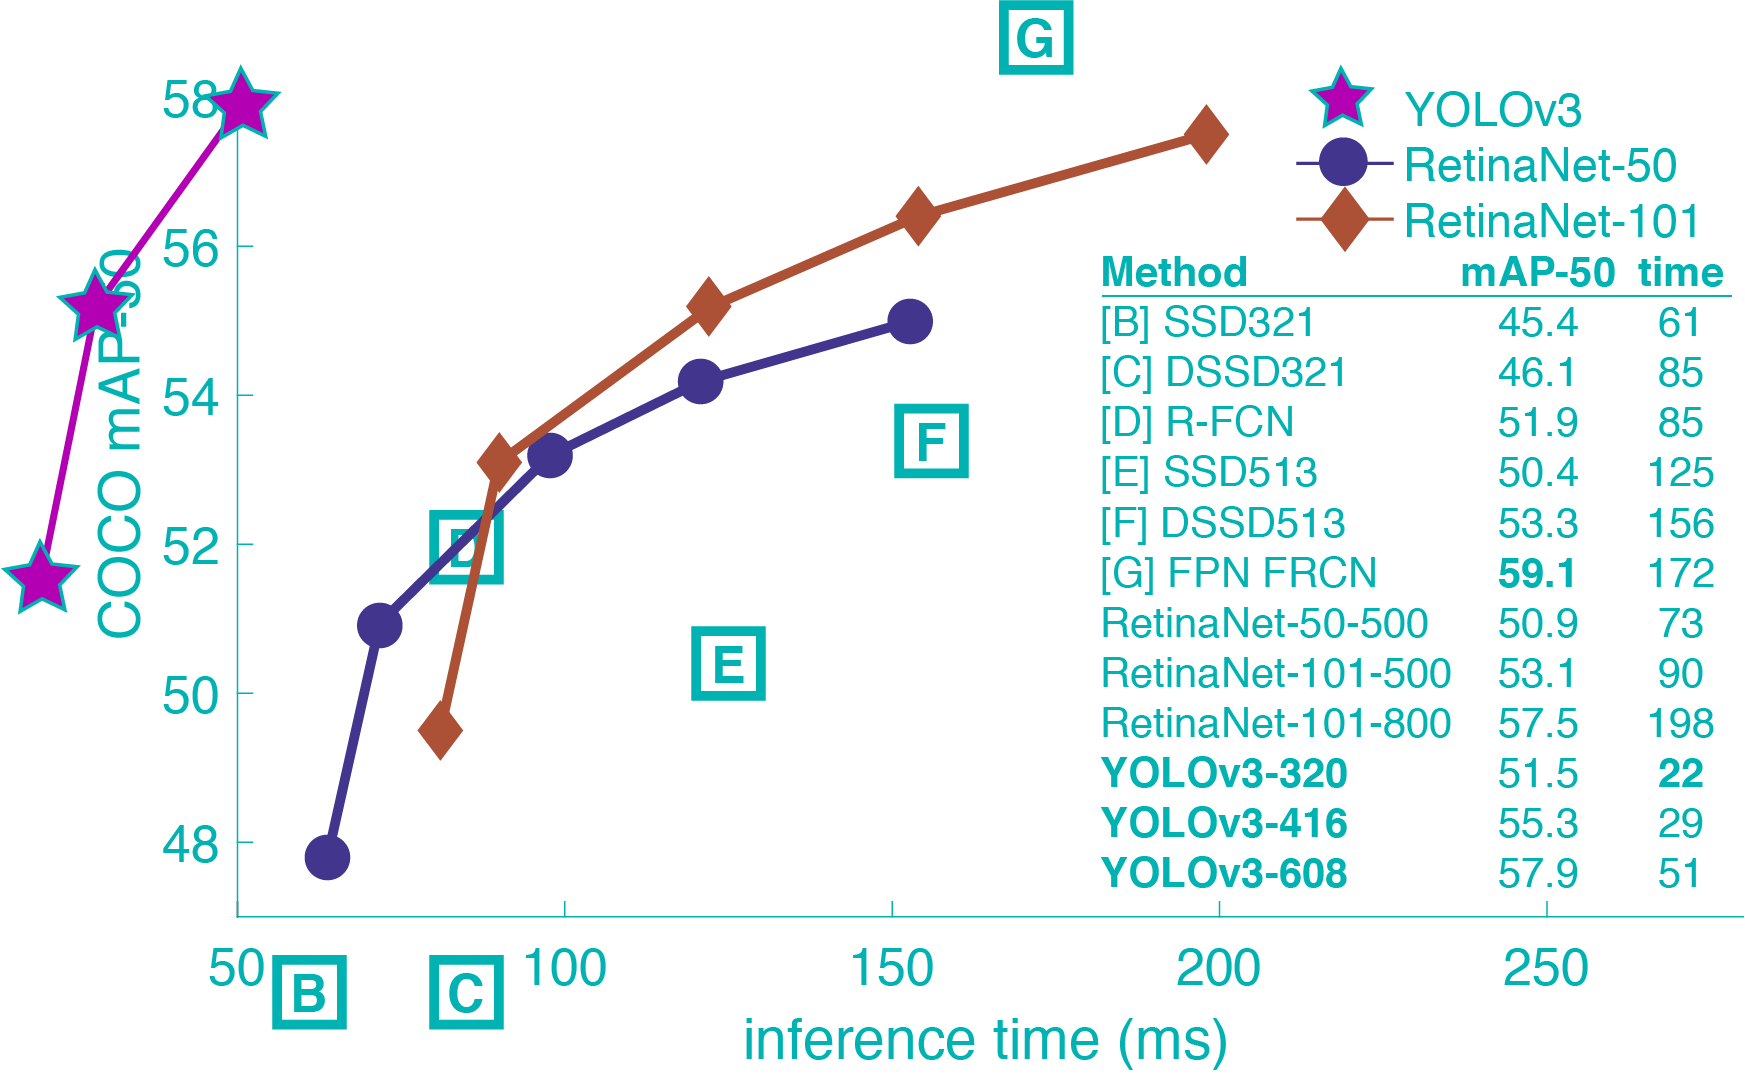 G
58
56
54
52
50
48
COCO mAP-50
YOLOv3
RetinaNet-50
RetinaNet-101
Method mAP-50 time
[B] SSD321 45.4 61
[C] DSSD321 46.1 85
[D] R-FCN 51.9 85
[E] SSD513 50.4 125
[F] DSSD513 53.3 156
[G] FPN FRCN 59.1 172
RetinaNet-50-500 50.9 73
RetinaNet-101-500 53.1 90
RetinaNet-101-800 57.5 198
YOLOv3-320 51.5 22
YOLOv3-416 55.3 29
YOLOv3-608 57.9 51
F
D
E
50 100 150 200 250
B C
inference time (ms)